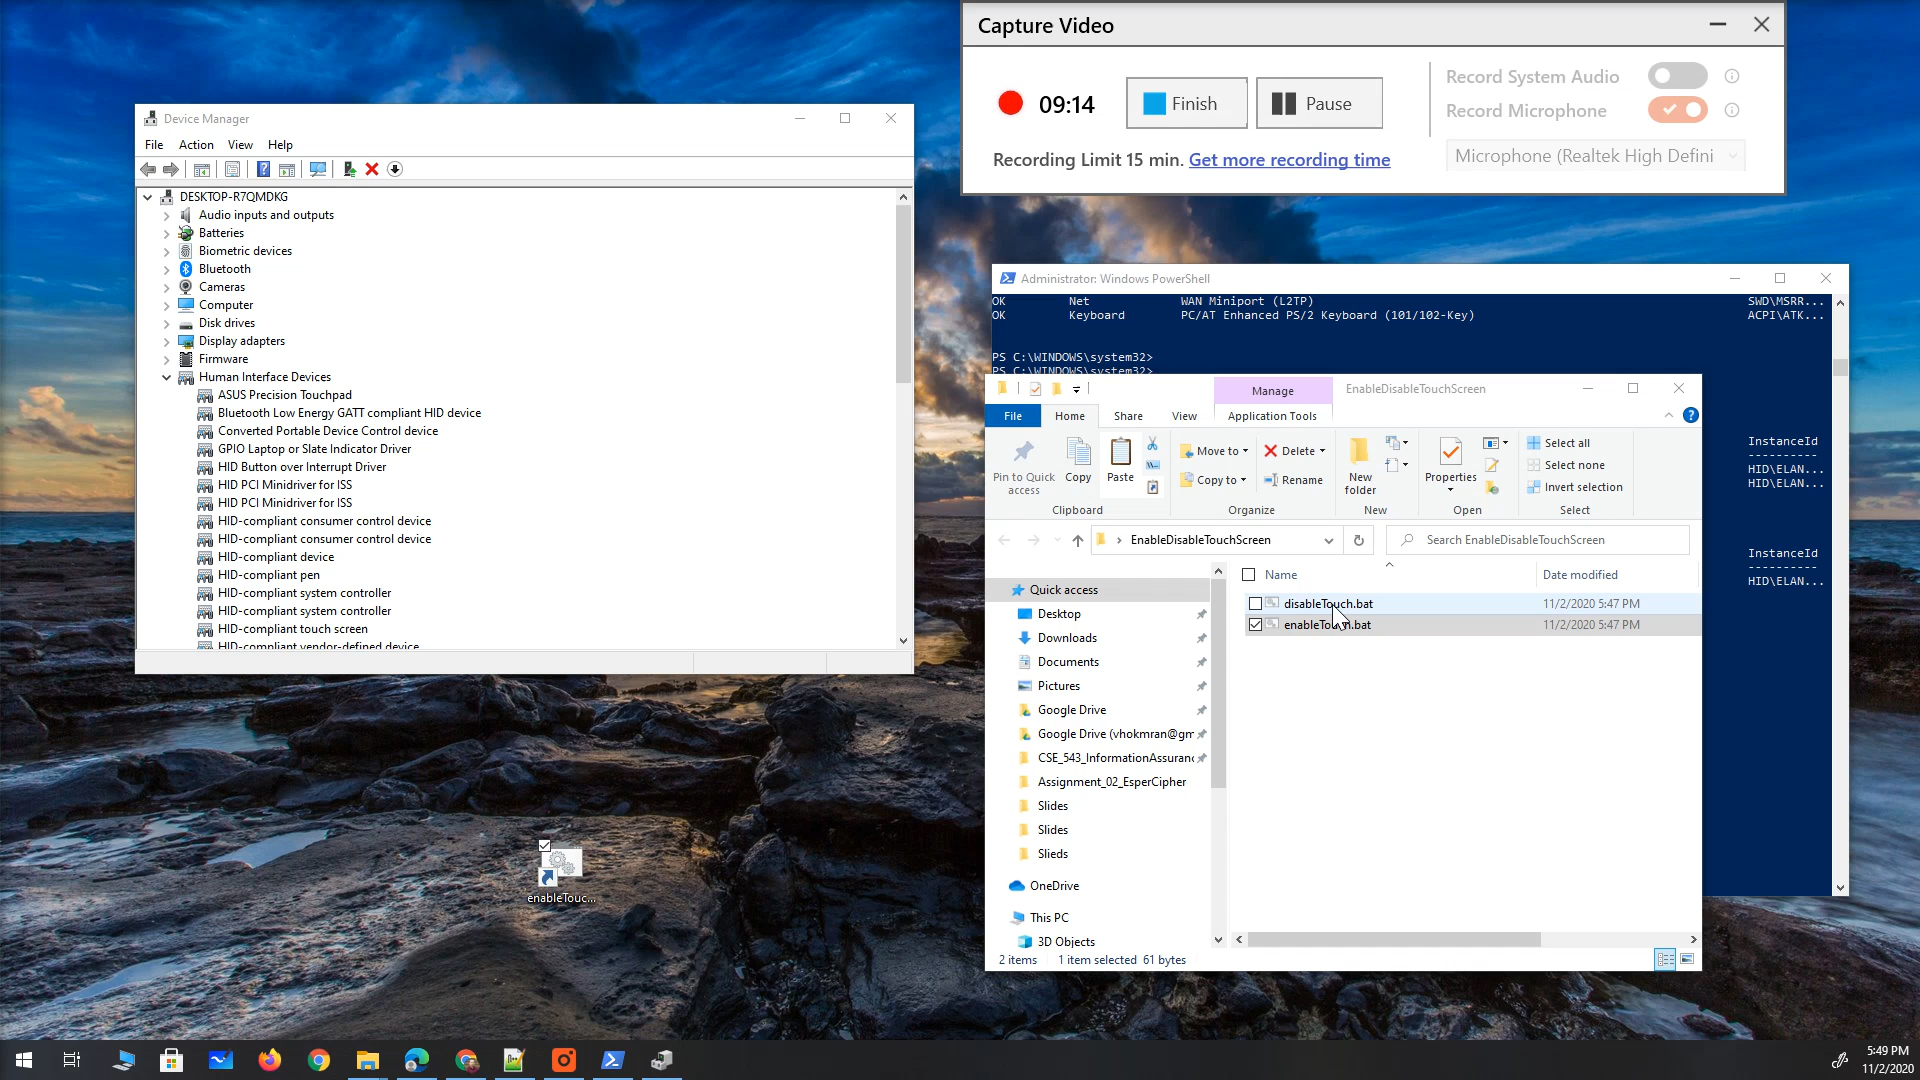 Capture Video
09:14
Finish
Pause
Record System Audio
Record Microphone
Microphone (Realtek High Defini
Recording Limit 15 min. Get more recording time
Device Manager
File Action View Help
DESKTOP-R7QMDKG
Audio inputs and outputs
Batteries
Biometric devices
Bluetooth
Cameras
Computer
Disk drives
Display adapters
Firmware
Human Interface Devices
ASUS Precision Touchpad
Bluetooth Low Energy GATT compliant HID device
Converted Portable Device Control device
GPIO Laptop or Slate Indicator Driver
HID Button over Interrupt Driver
HID PCI Minidriver for ISS
HID PCI Minidriver for ISS
HID-compliant consumer control device
HID-compliant consumer control device
HID-compliant device
HID-compliant pen
HID-compliant system controller
HID-compliant system controller
HID-compliant touch screen
HID-compliant vendor-defined device
Administrator: Windows PowerShell
OK Net WAN Miniport (L2TP) SWD\MSRR...
OK Keyboard PC/AT Enhanced PS/2 Keyboard (101/102-Key) ACPI\ATK...
PS C:\WINDOWS\system32>
PS C:\WINDOWS\system32>
InstanceId
----------
HID\ELAN...
HID\ELAN...
InstanceId
----------
HID\ELAN...
Manage
EnableDisableTouchScreen
File Home Share View Application Tools
Pin to Quick access
Copy
Paste
Move to
Copy to
Delete
Rename
New folder
Properties
Select all
Select none
Invert selection
Clipboard Organize New Open Select
EnableDisableTouchScreen
Search EnableDisableTouchScreen
Name Date modified
disableTouch.bat 11/2/2020 5:47 PM
11/2/2020 5:47 PM
Quick access
Desktop
Downloads
Documents
Pictures
Google Drive
Google Drive (vhokmran@gm
CSE_543_InformationAssuranc
Assignment_02_EsperCipher
Slides
Slides
Slieds
OneDrive
This PC
3D Objects
2 items 1 item selected 61 bytes
enableTouc...
5:49 PM
11/2/2020